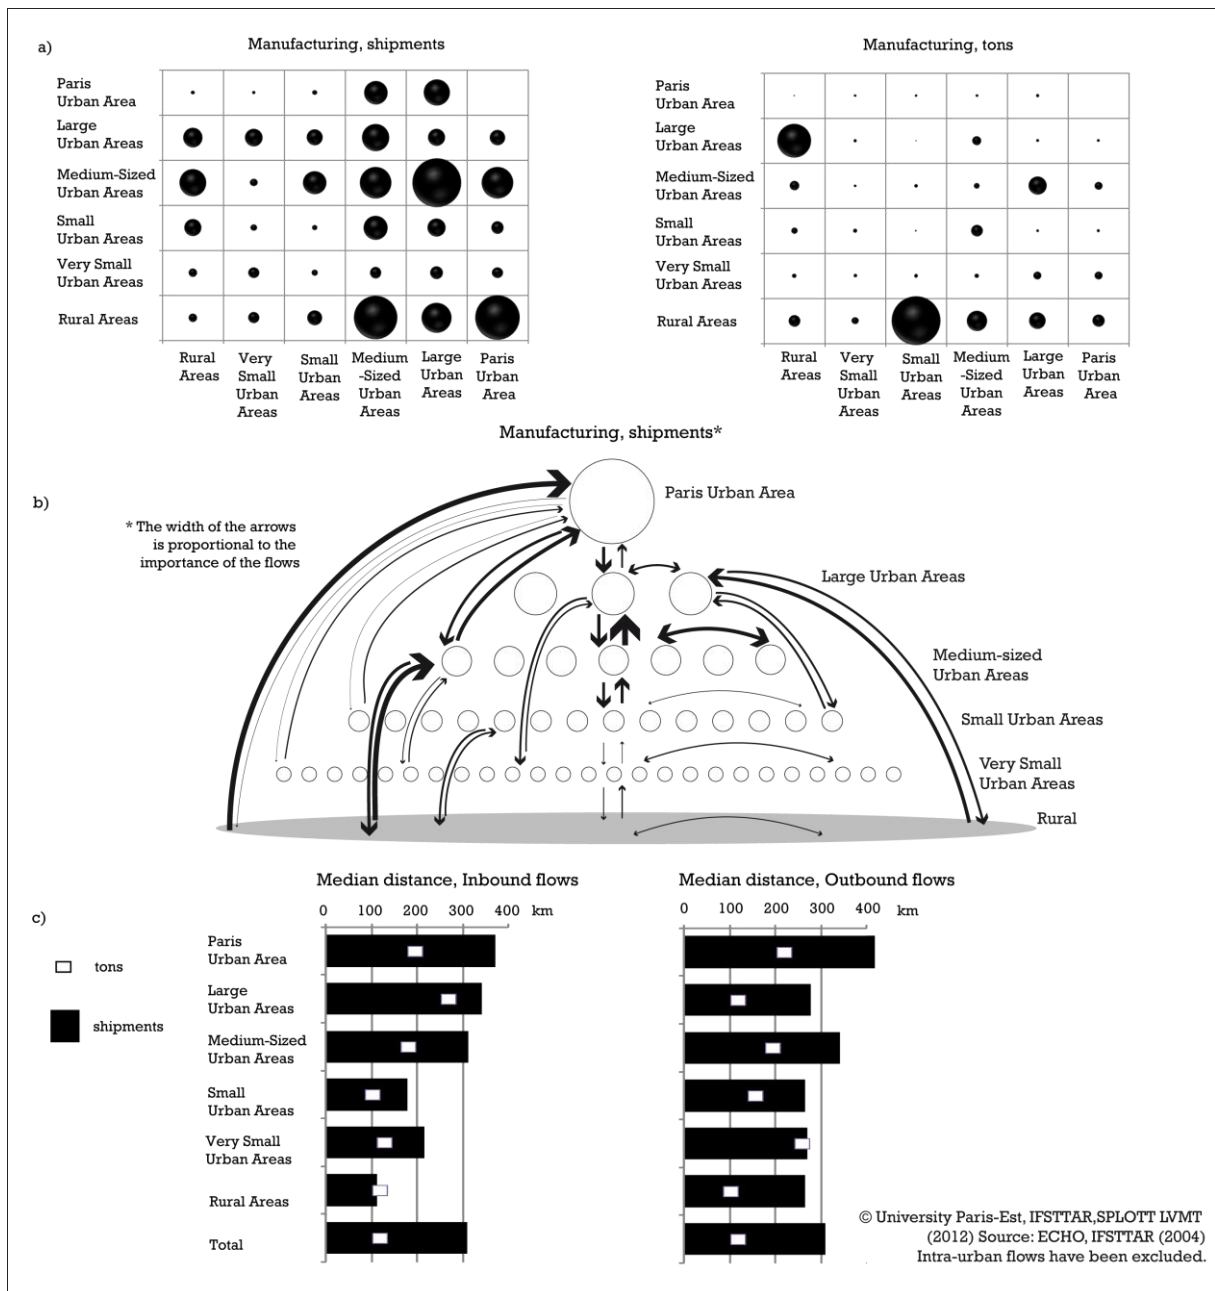 a)
Manufacturing, shipments
Paris
Urban Area
Large
Urban Areas
Medium-Sized
Urban Areas
Small
Urban Areas
Very Small
Urban Areas
Rural Areas
Rural
Areas
Very
Small
Urban
Areas
Small
Urban
Areas
Medium
-Sized
Urban
Areas
Large
Urban
Areas
Paris
Urban
Area
Manufacturing, tons
Paris
Urban Area
Large
Urban Areas
Medium-Sized
Urban Areas
Small
Urban Areas
Very Small
Urban Areas
Rural Areas
Rural
Areas
Very
Small
Urban
Areas
Small
Urban
Areas
Medium
-Sized
Urban
Areas
Large
Urban
Areas
Paris
Urban
Area
Manufacturing, shipments*
b)
* The width of the arrows
is proportional to the
importance of the flows
Paris Urban Area
Large Urban Areas
Medium-sized
Urban Areas
Small Urban Areas
Very Small
Urban Areas
Rural
c)
tons
shipments
Median distance, Inbound flows
0 100 200 300 400 km
Paris
Urban Area
Large
Urban Areas
Medium-Sized
Urban Areas
Small
Urban Areas
Very Small
Urban Areas
Rural Areas
Total
Median distance, Outbound flows
0 100 200 300 400 km
© University Paris-Est, IFSTTAR,SPLOTT LVMT
(2012) Source: ECHO, IFSTTAR (2004)
Intra-urban flows have been excluded.